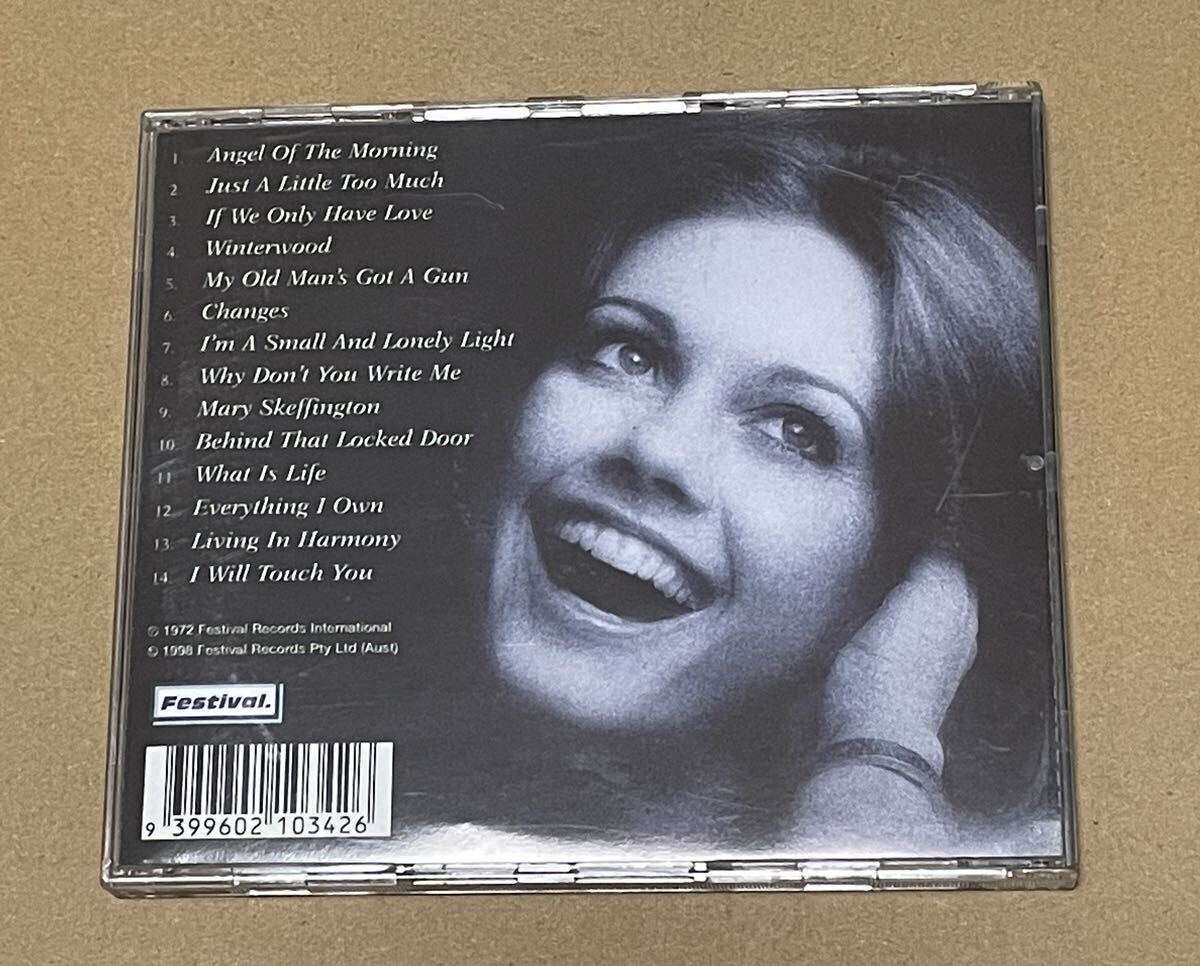 1. Angel Of The Morning
2. Just A Little Too Much
3. If We Only Have Love
4. Winterwood
5. My Old Man's Got A Gun
6. Changes
7. I'm A Small And Lonely Light
8. Why Don't You Write Me
9. Mary Skeffington
10. Behind That Locked Door
11. What Is Life
12. Everything I Own
13. Living In Harmony
14. I Will Touch You
℗ 1972 Festival Records International
© 1998 Festival Records Pty Ltd (Aust)
Festival.
9 399602 103426